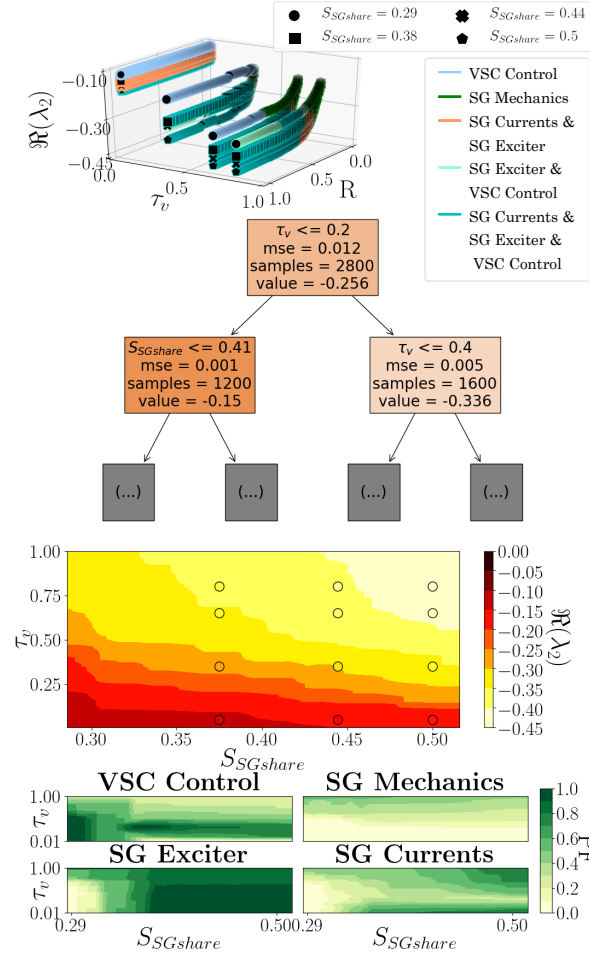 S_SGshare = 0.29
S_SGshare = 0.44
S_SGshare = 0.38
S_SGshare = 0.5
−0.10
−0.30
−0.45
ℜ(λ₂)
0.0
0.5
1.0
τ_v
1.0
0.5
0.0
R
VSC Control
SG Mechanics
SG Currents &
SG Exciter
SG Exciter &
VSC Control
SG Currents &
SG Exciter &
VSC Control
τ_v <= 0.2
mse = 0.012
samples = 2800
value = -0.256
S_SGshare <= 0.41
mse = 0.001
samples = 1200
value = -0.15
τ_v <= 0.4
mse = 0.005
samples = 1600
value = -0.336
(...)
(...)
(...)
(...)
1.00
0.75
0.50
0.25
τ_v
0.30
0.35
0.40
0.45
0.50
S_SGshare
0.00
−0.05
−0.10
−0.15
−0.20
−0.25
−0.30
−0.35
−0.40
−0.45
ℜ(λ₂)
VSC Control
SG Mechanics
1.00
0.01
τ_v
SG Exciter
SG Currents
1.00
0.01
τ_v
0.29
0.500
0.29
0.50
S_SGshare
S_SGshare
1.0
0.8
0.6
0.4
0.2
0.0